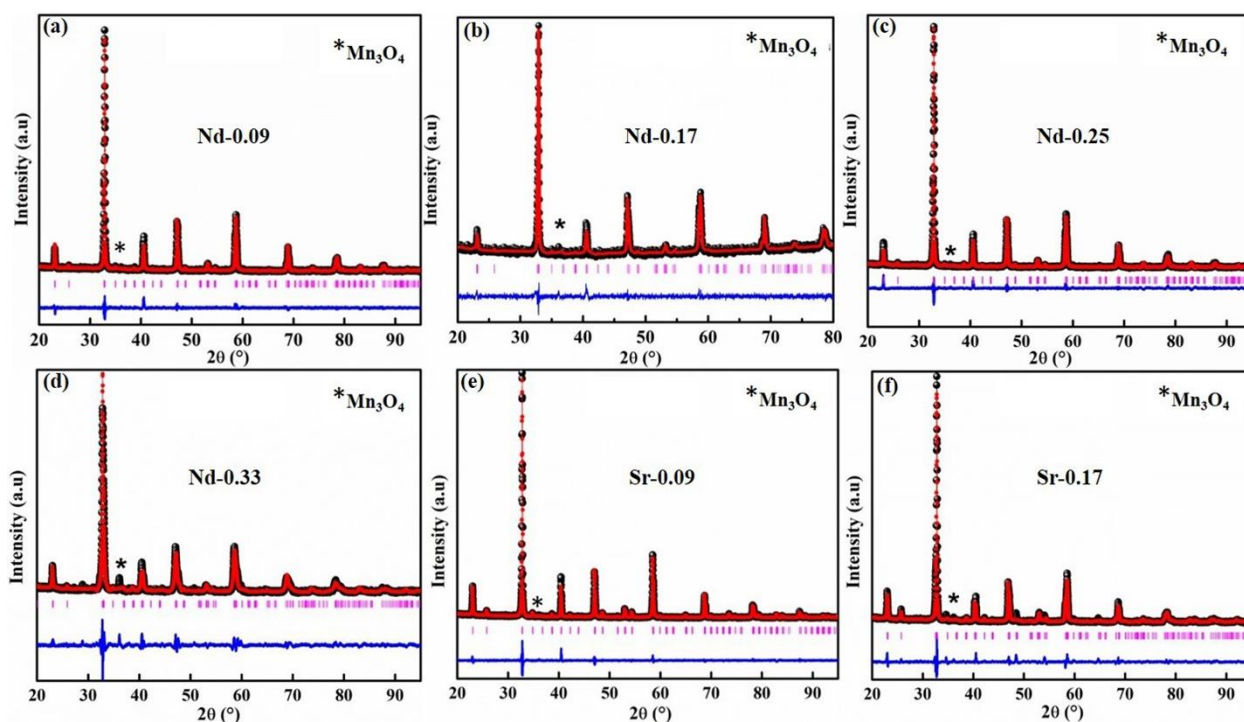 (a)
*Mn₃O₄
Nd-0.09
Intensity (a.u)
20 30 40 50 60 70 80 90
2θ (°)
(b)
*Mn₃O₄
Nd-0.17
Intensity (a.u)
20 30 40 50 60 70 80
2θ (°)
(c)
*Mn₃O₄
Nd-0.25
Intensity (a.u)
20 30 40 50 60 70 80 90
2θ (°)
(d)
*Mn₃O₄
Nd-0.33
Intensity (a.u)
20 30 40 50 60 70 80 90
2θ (°)
(e)
*Mn₃O₄
Sr-0.09
Intensity (a.u)
20 30 40 50 60 70 80 90
2θ (°)
(f)
*Mn₃O₄
Sr-0.17
Intensity (a.u)
20 30 40 50 60 70 80 90
2θ (°)